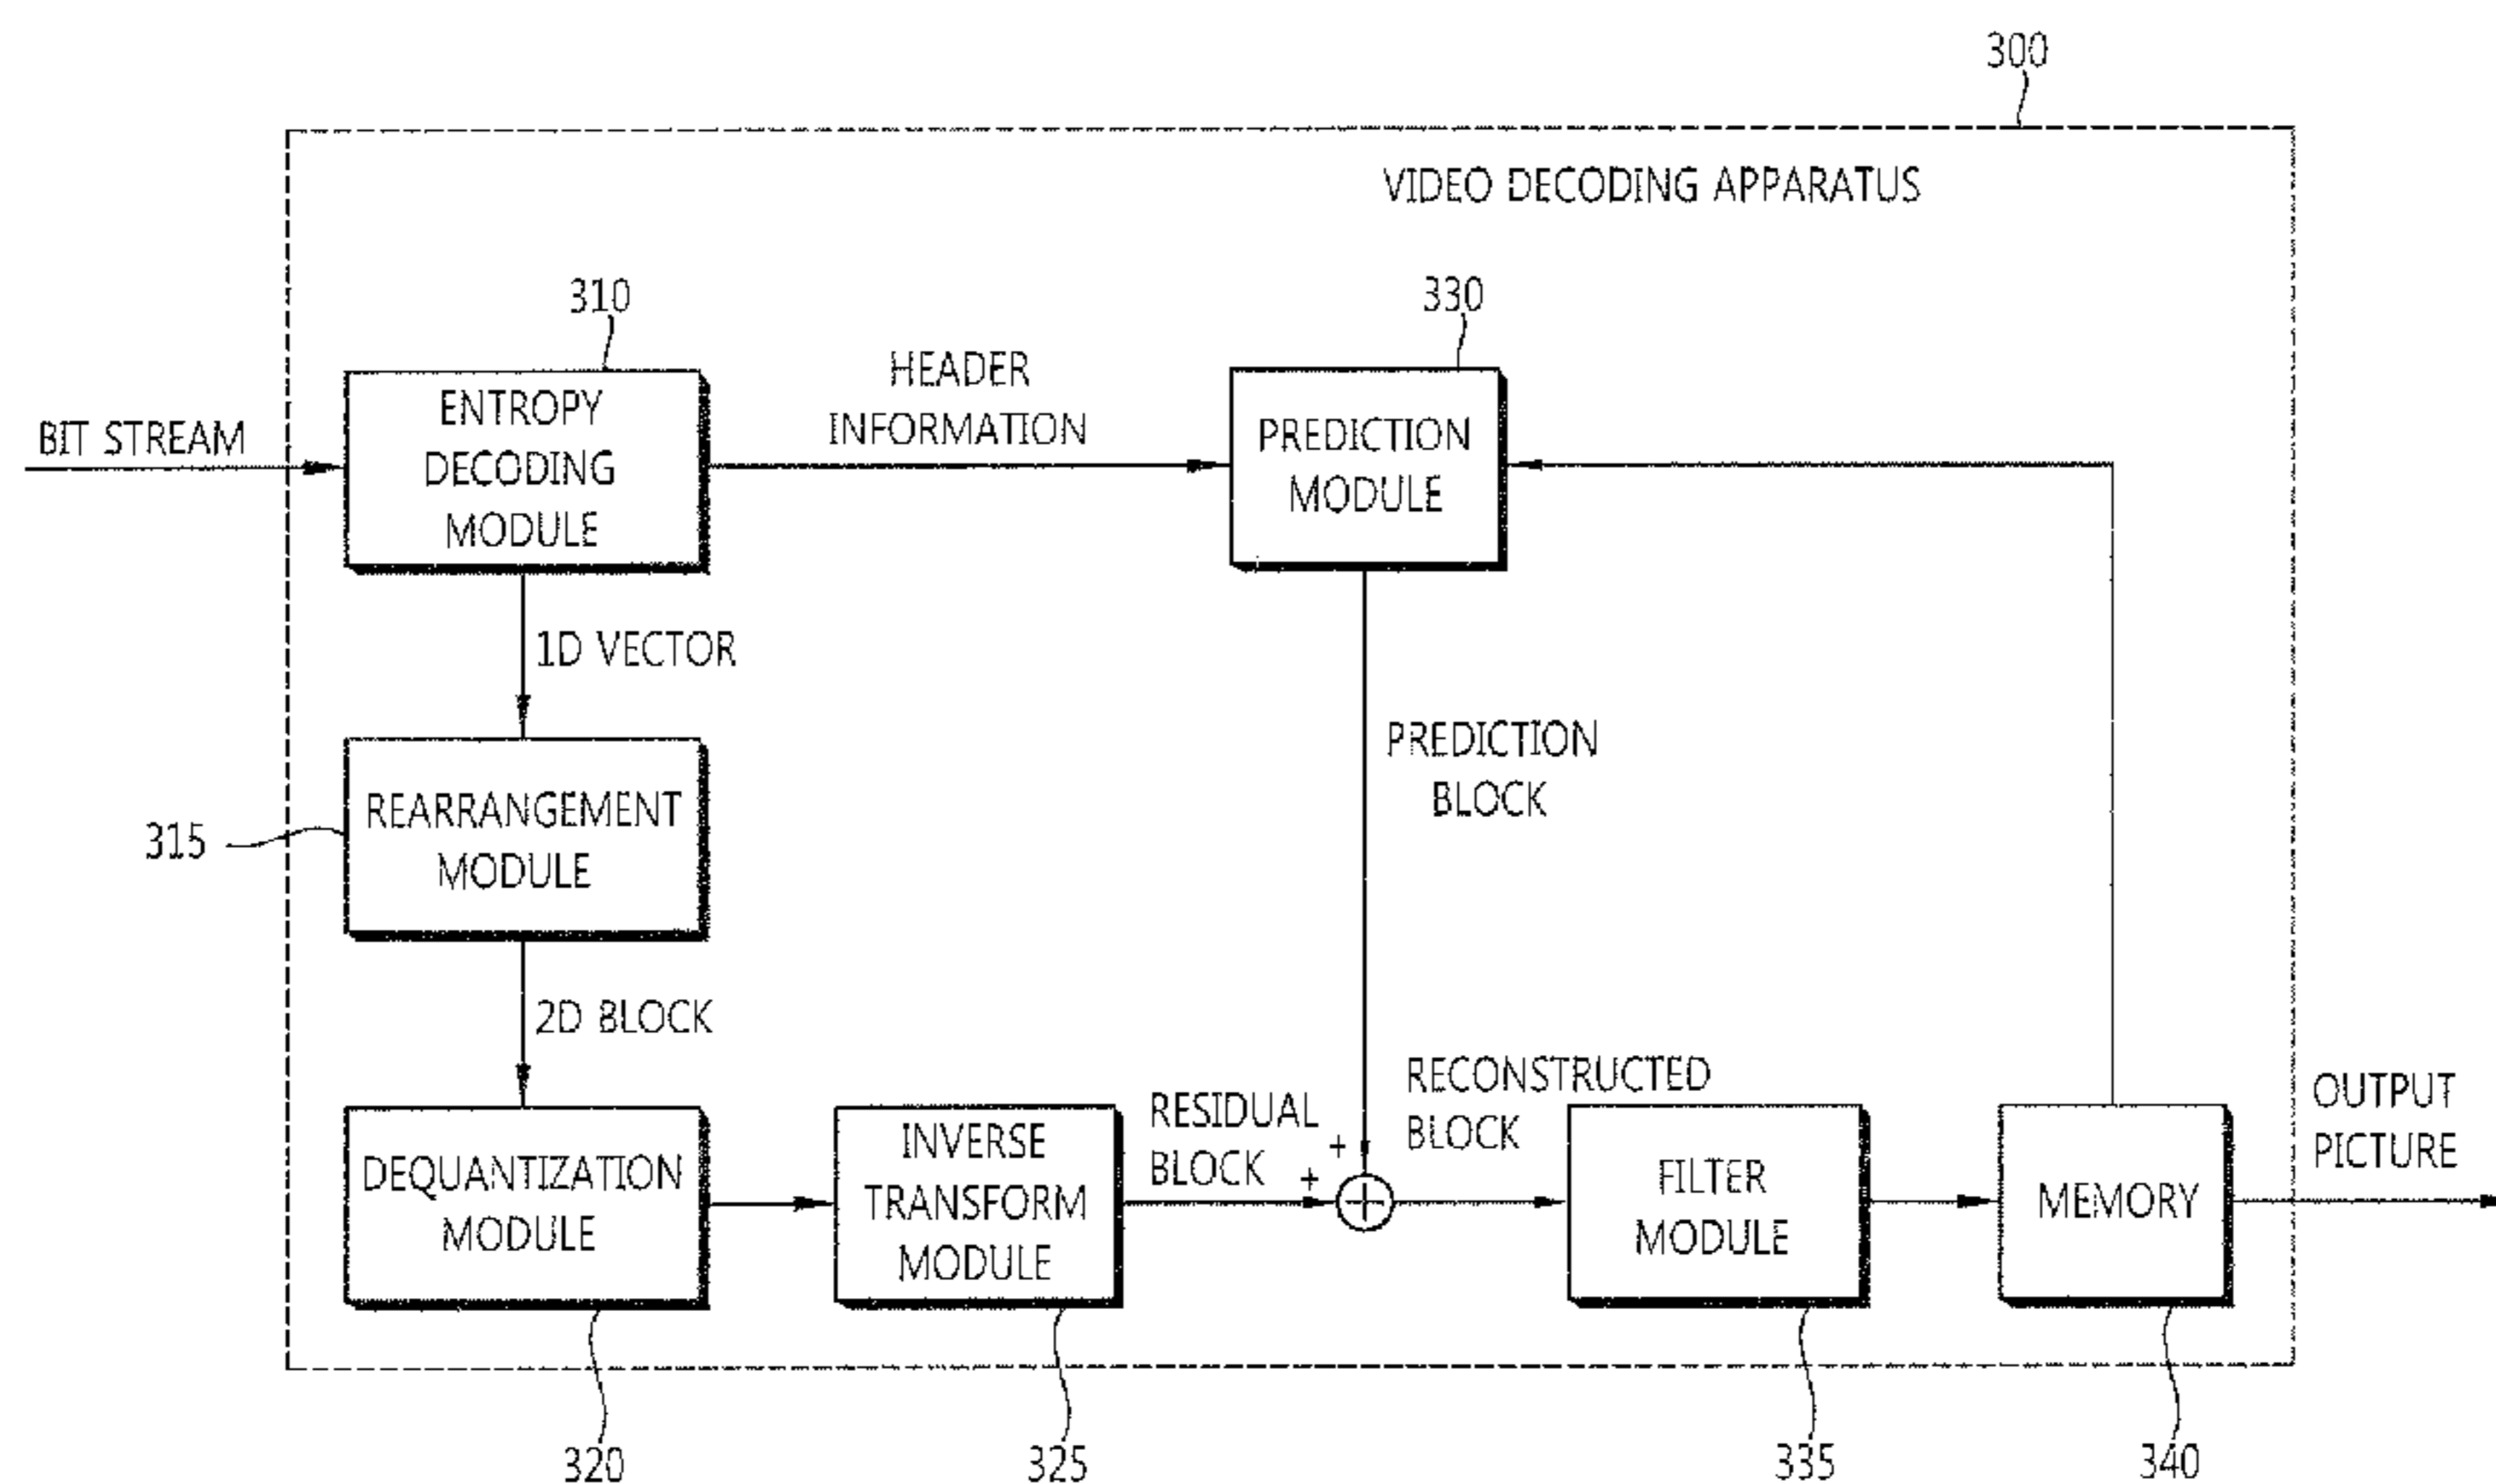 300
VIDEO DECODING APPARATUS
310
330
BIT STREAM
ENTROPY
DECODING
MODULE
HEADER
INFORMATION
PREDICTION
MODULE
1D VECTOR
PREDICTION
BLOCK
315
REARRANGEMENT
MODULE
2D BLOCK
DEQUANTIZATION
MODULE
INVERSE
TRANSFORM
MODULE
RESIDUAL
BLOCK
+
+
RECONSTRUCTED
BLOCK
FILTER
MODULE
MEMORY
OUTPUT
PICTURE
320
325
335
340